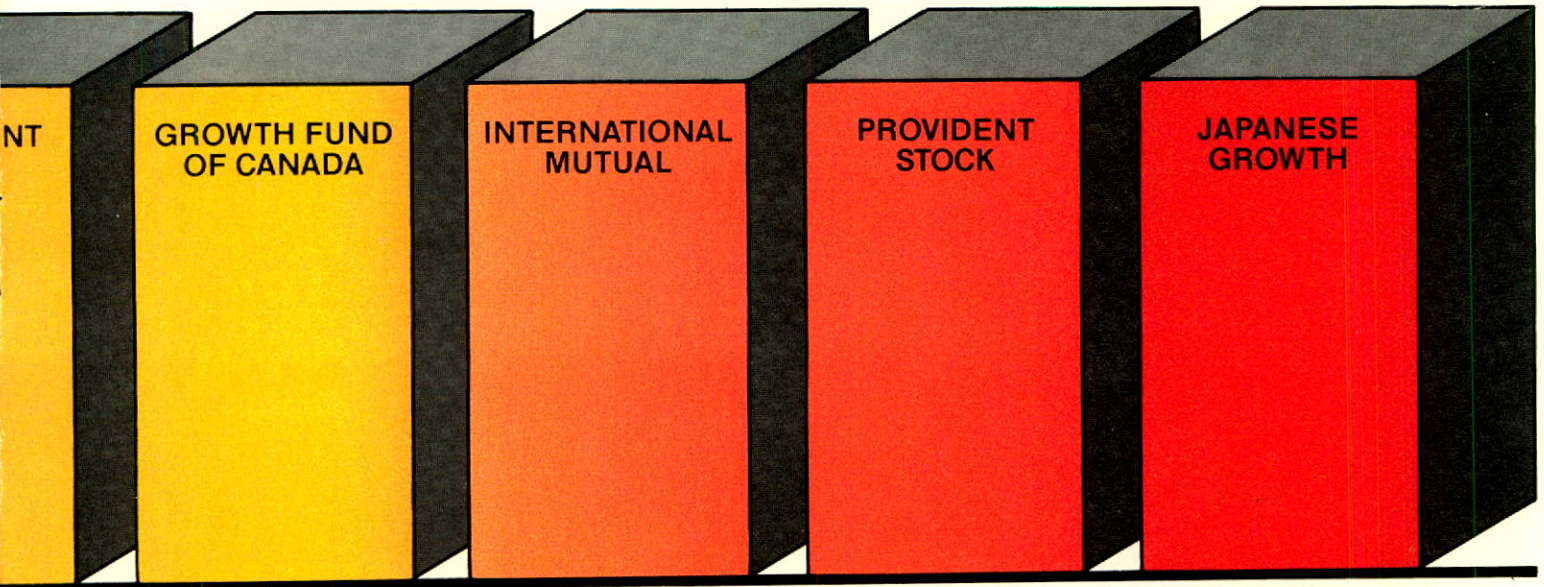 NT
GROWTH FUND
OF CANADA
INTERNATIONAL
MUTUAL
PROVIDENT
STOCK
JAPANESE
GROWTH